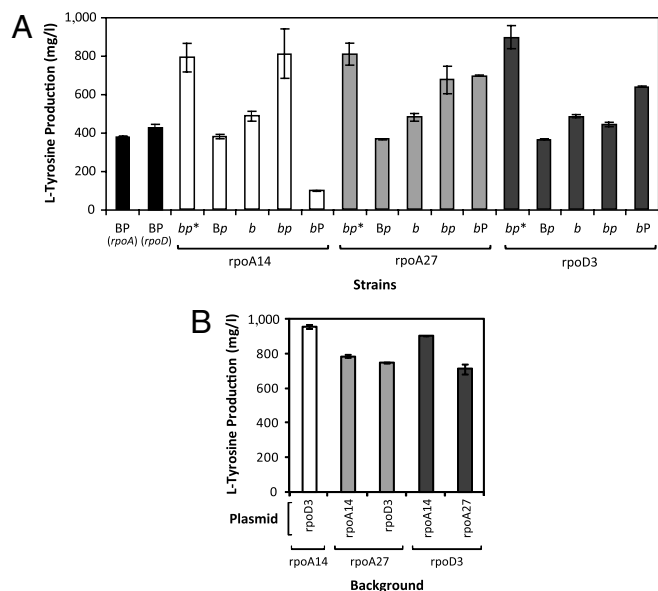 A
L-Tyrosine Production (mg/l)
1,000
800
600
400
200
0
BP BP bp* Bp b bp bP bp* Bp b bp bP bp* Bp b bp bP
(rpoA) (rpoD)
rpoA14 rpoA27 rpoD3
Strains
B
L-Tyrosine Production (mg/l)
1,000
800
600
400
200
0
Plasmid
rpoD3 rpoA14 rpoD3 rpoA14 rpoA27
rpoA14 rpoA27 rpoD3
Background